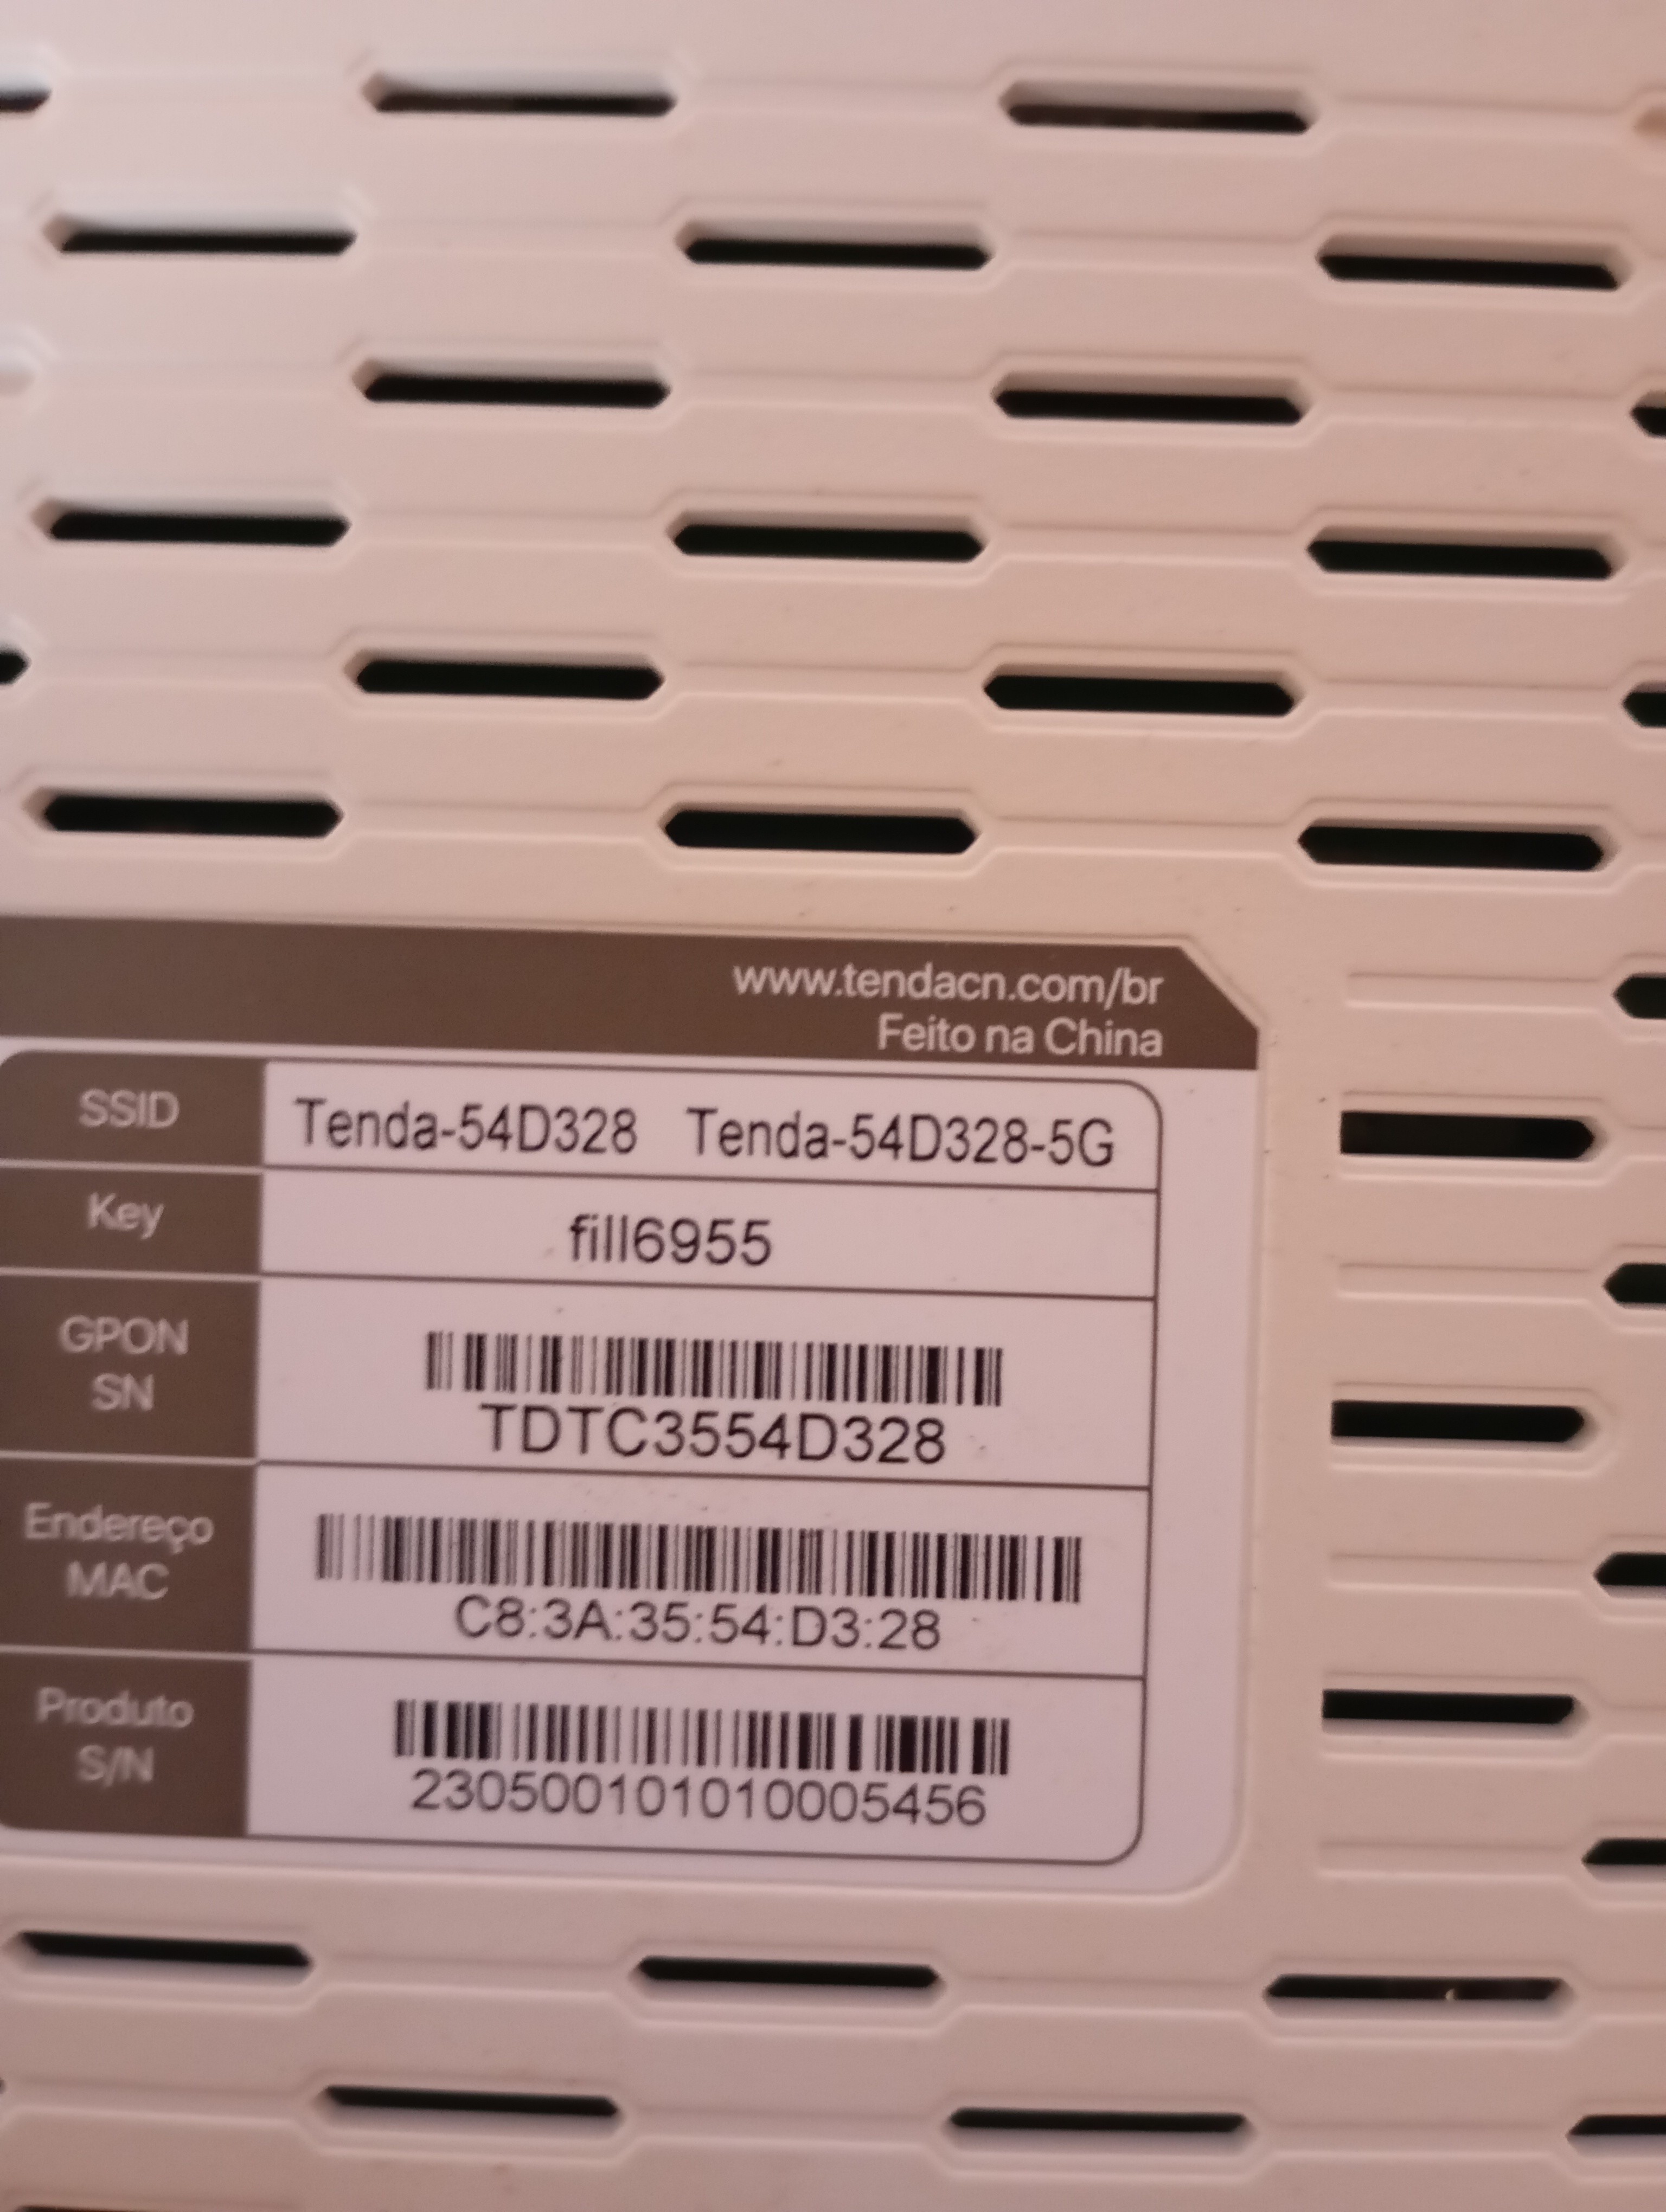 www.tendacn.com/br
Feito na China
SSID Tenda-54D328 Tenda-54D328-5G
Key fill6955
GPON
SN
TDTC3554D328
Endereço
MAC
C8:3A:35:54:D3:28
Produto
S/N
230500101010005456